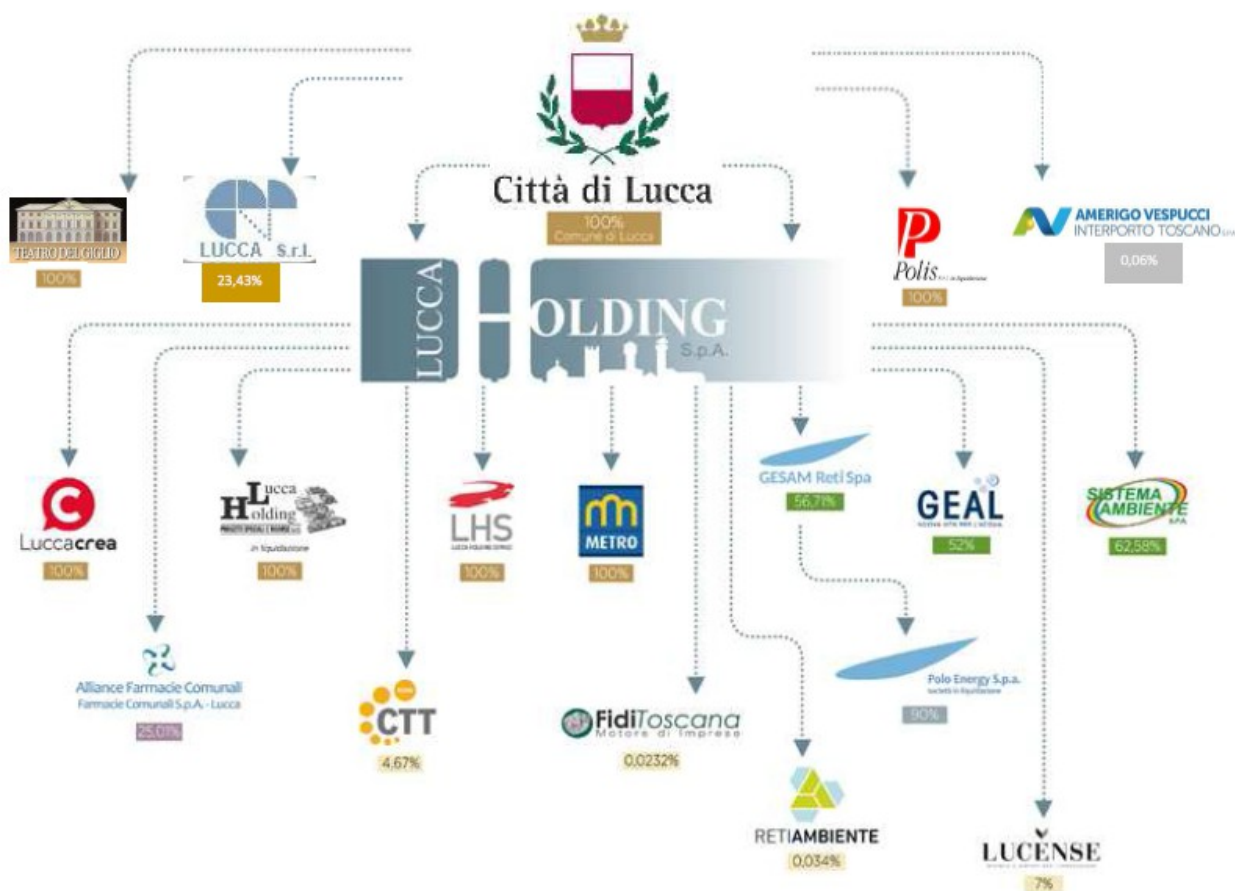 Città di Lucca
100%
Comune di Lucca
TEATRO DEL GIGLIO
100%
LUCCA S.r.l.
23,43%
Polis S.r.l. in liquidazione
100%
AMERIGO VESPUCCI
INTERPORTO TOSCANO
0,06%
LUCCA
HOLDING
S.p.A.
Luccacrea
100%
Lucca
Holding
in liquidazione
100%
LHS
100%
METRO
100%
GESAM Reti Spa
56,71%
GEAL
52%
SISTEMA
AMBIENTE
SPA
62,58%
Alliance Farmacie Comunali
Farmacie Comunali S.p.A. - Lucca
25,01%
CTT
4,67%
FidiToscana
Motore di Imprese
0,0232%
Polo Energy S.p.a.
società in liquidazione
90%
RETIAMBIENTE
0,034%
LUCENSE
7%